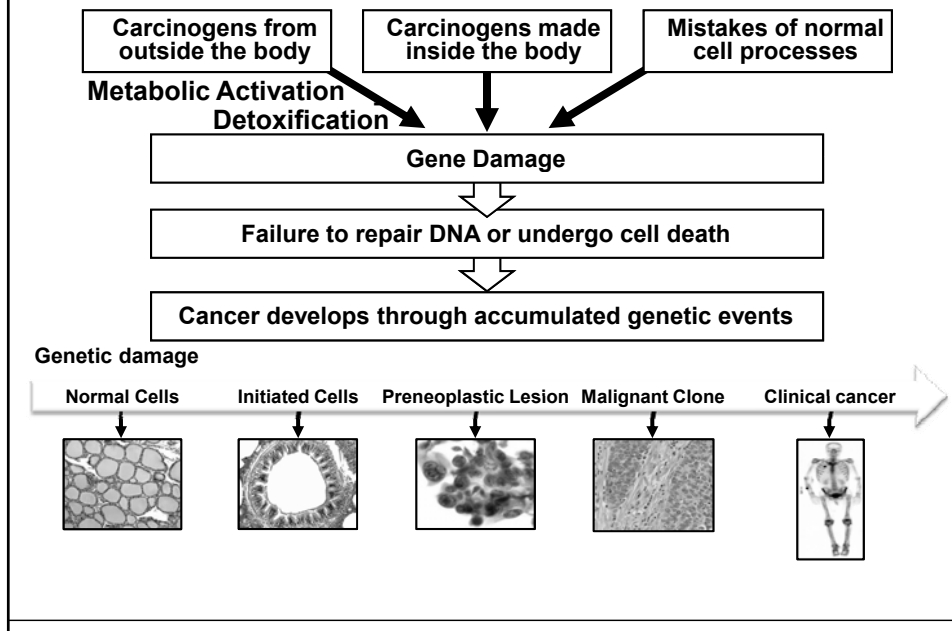 Carcinogens from
outside the body
Carcinogens made
inside the body
Mistakes of normal
cell processes
Metabolic Activation
Detoxification
Gene Damage
Failure to repair DNA or undergo cell death
Cancer develops through accumulated genetic events
Genetic damage
Normal Cells
Initiated Cells
Preneoplastic Lesion
Malignant Clone
Clinical cancer